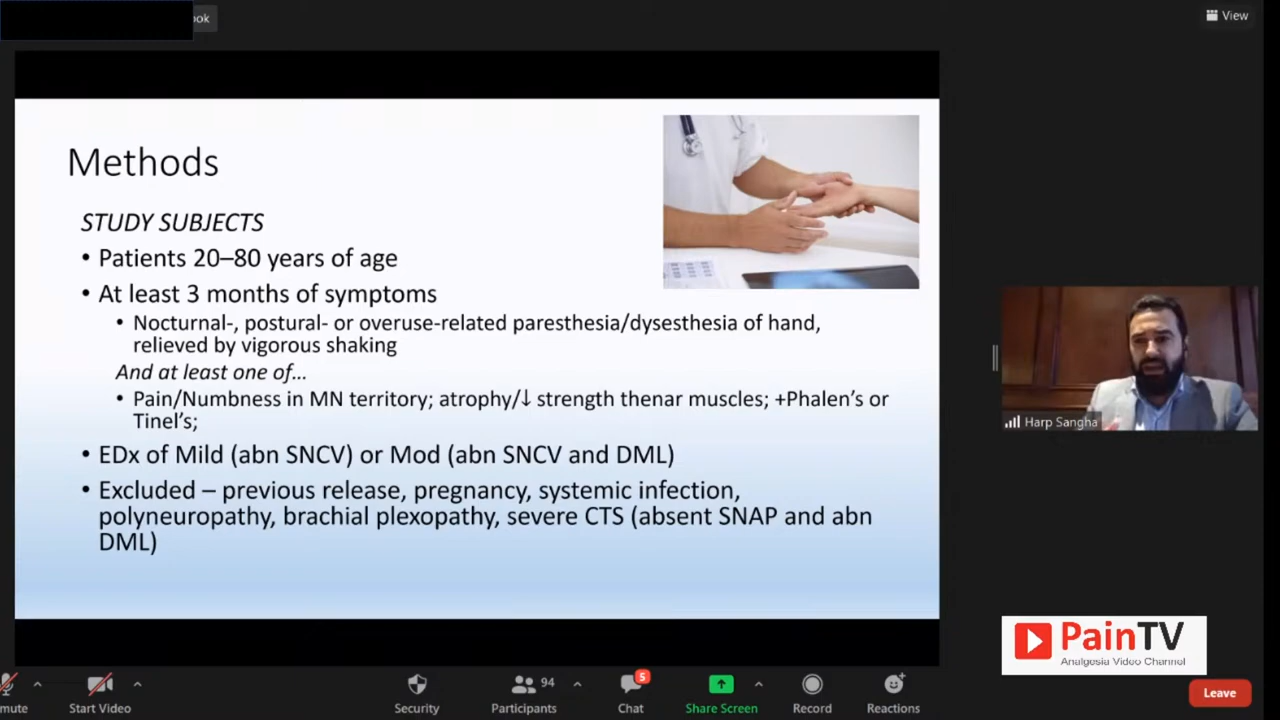 ook
View
Methods
STUDY SUBJECTS
• Patients 20–80 years of age
• At least 3 months of symptoms
• Nocturnal-, postural- or overuse-related paresthesia/dysesthesia of hand,
relieved by vigorous shaking
And at least one of...
• Pain/Numbness in MN territory; atrophy/↓ strength thenar muscles; +Phalen's or
Tinel's;
• EDx of Mild (abn SNCV) or Mod (abn SNCV and DML)
• Excluded – previous release, pregnancy, systemic infection,
polyneuropathy, brachial plexopathy, severe CTS (absent SNAP and abn
DML)
Harp Sangha
PainTV
Analgesia Video Channel
mute
Start Video
Security
94
Participants
5
Chat
Share Screen
Record
Reactions
Leave